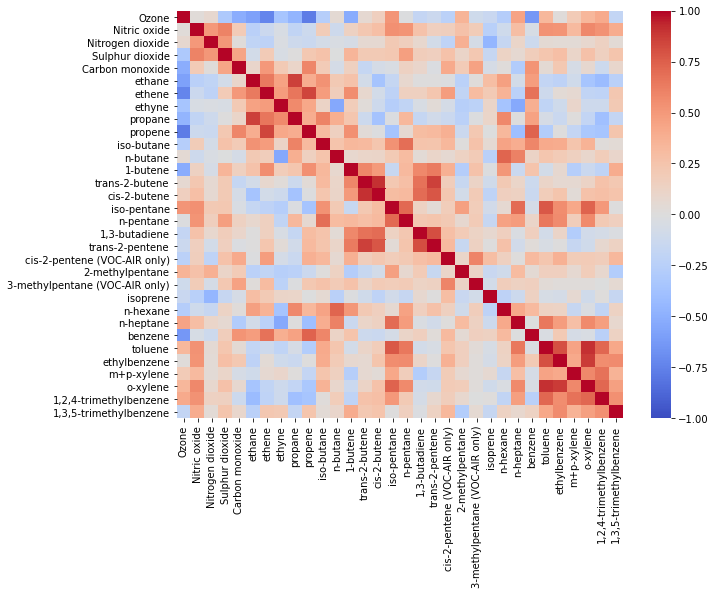 Ozone
Nitric oxide
Nitrogen dioxide
Sulphur dioxide
Carbon monoxide
ethane
ethene
ethyne
propane
propene
iso-butane
n-butane
1-butene
trans-2-butene
cis-2-butene
iso-pentane
n-pentane
1,3-butadiene
trans-2-pentene
cis-2-pentene (VOC-AIR only)
2-methylpentane
3-methylpentane (VOC-AIR only)
isoprene
n-hexane
n-heptane
benzene
toluene
ethylbenzene
m+p-xylene
o-xylene
1,2,4-trimethylbenzene
1,3,5-trimethylbenzene
Ozone
Nitric oxide
Nitrogen dioxide
Sulphur dioxide
Carbon monoxide
ethane
ethene
ethyne
propane
propene
iso-butane
n-butane
1-butene
trans-2-butene
cis-2-butene
iso-pentane
n-pentane
1,3-butadiene
trans-2-pentene
cis-2-pentene (VOC-AIR only)
2-methylpentane
3-methylpentane (VOC-AIR only)
isoprene
n-hexane
n-heptane
benzene
toluene
ethylbenzene
m+p-xylene
o-xylene
1,2,4-trimethylbenzene
1,3,5-trimethylbenzene
1.00
0.75
0.50
0.25
0.00
−0.25
−0.50
−0.75
−1.00